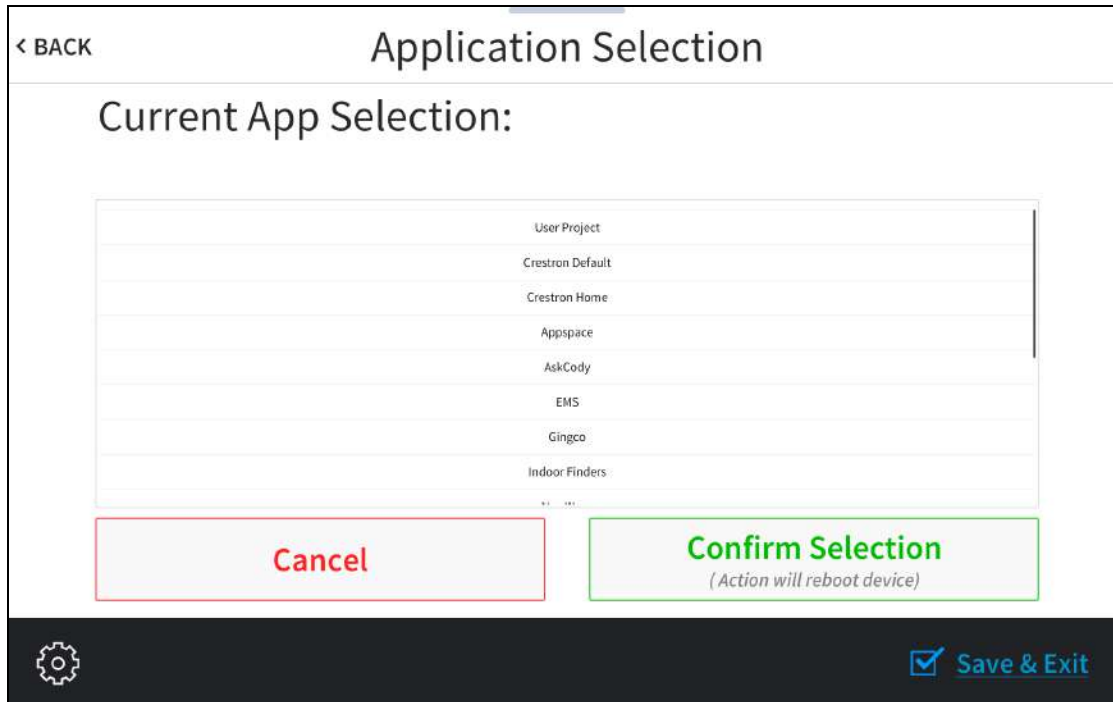 < BACK
Application Selection
Current App Selection:
User Project
Crestron Default
Crestron Home
Appspace
AskCody
EMS
Gingco
Indoor Finders
Cancel
Confirm Selection
( Action will reboot device)
Save & Exit